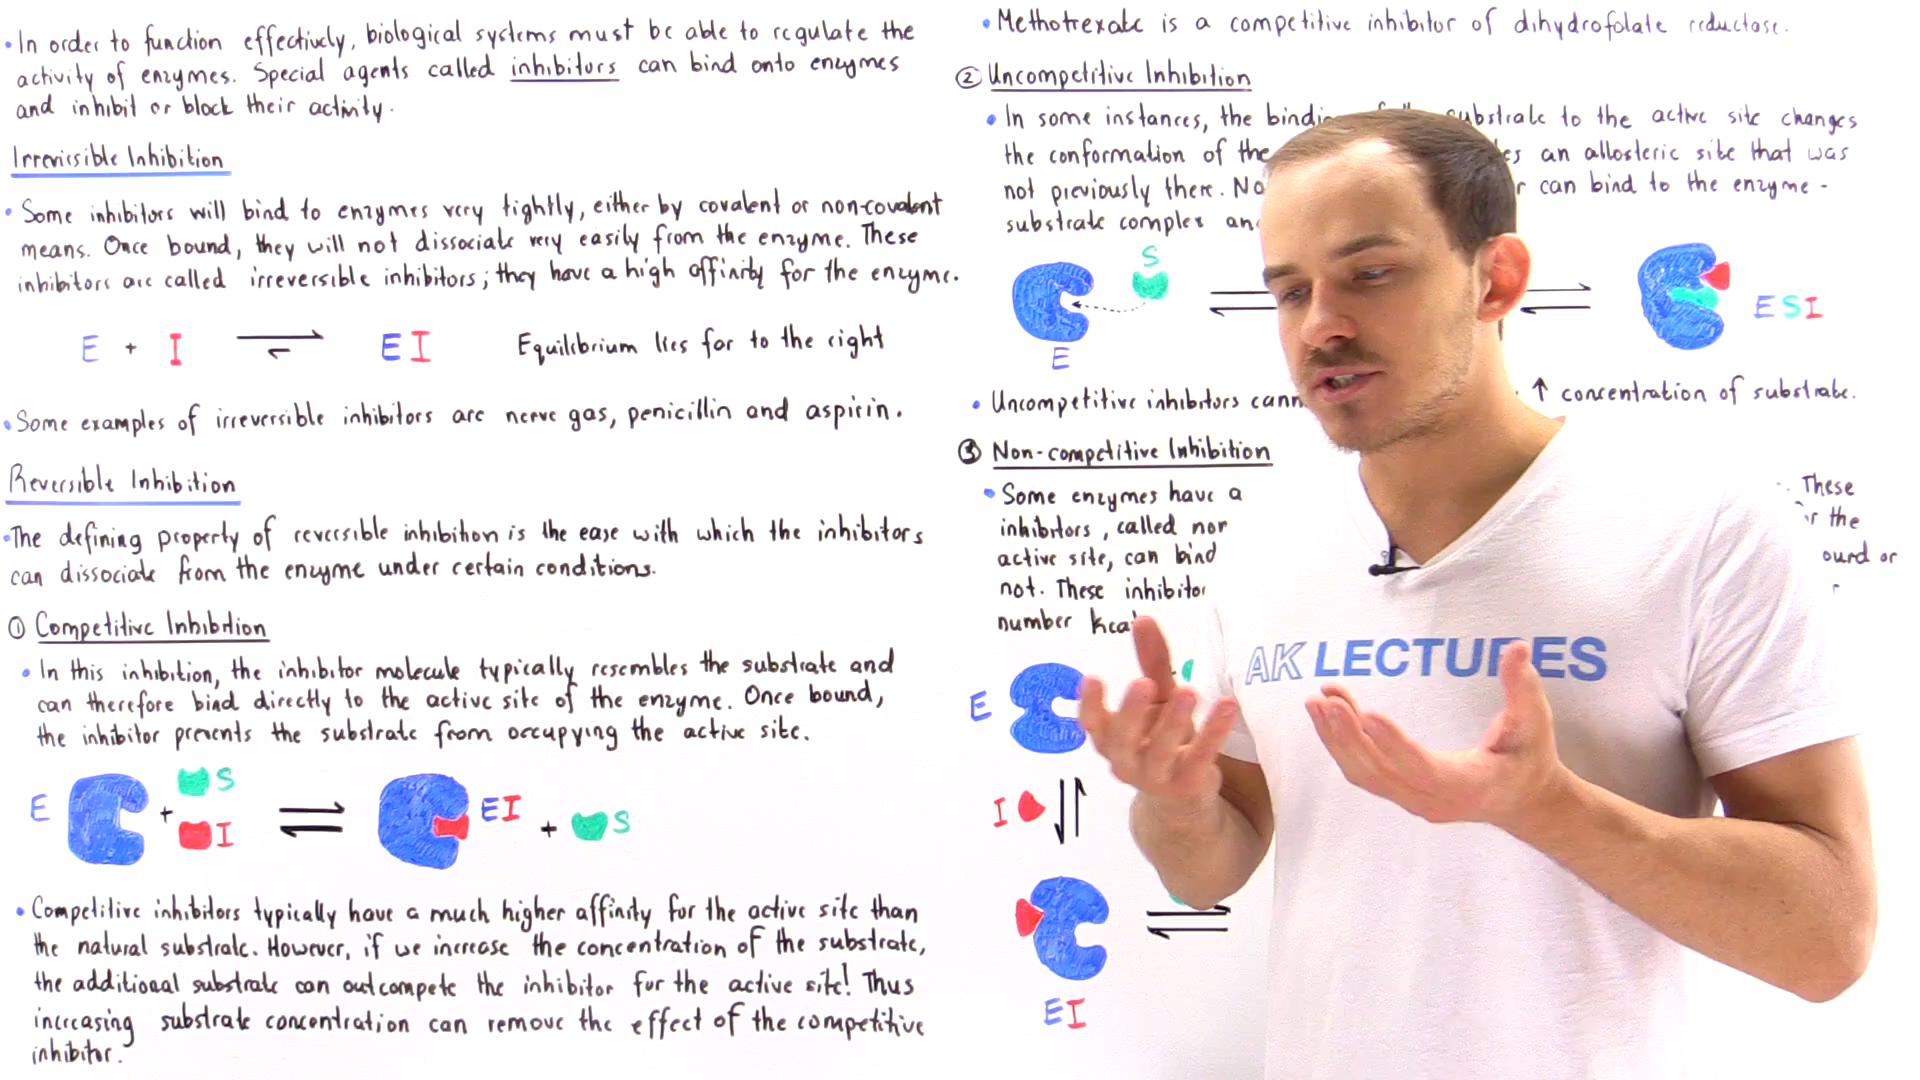 • In order to function effectively, biological systems must be able to regulate the
activity of enzymes. Special agents called inhibitors can bind onto enzymes
and inhibit or block their activity.
Irreversible Inhibition
• Some inhibitors will bind to enzymes very tightly, either by covalent or non-covalent
means. Once bound, they will not dissociate very easily from the enzyme. These
inhibitors are called irreversible inhibitors; they have a high affinity for the enzyme.
E + I EI Equilibrium lies far to the right
• Some examples of irreversible inhibitors are nerve gas, penicillin and aspirin.
Reversible Inhibition
• The defining property of reversible inhibition is the ease with which the inhibitors
can dissociate from the enzyme under certain conditions.
① Competitive Inhibition
• In this inhibition, the inhibitor molecule typically resembles the substrate and
can therefore bind directly to the active site of the enzyme. Once bound,
the inhibitor prevents the substrate from occupying the active site.
E + S I EI + S
• Competitive inhibitors typically have a much higher affinity for the active site than
the natural substrate. However, if we increase the concentration of the substrate,
the additional substrate can outcompete the inhibitor for the active site! Thus
increasing substrate concentration can remove the effect of the competitive
inhibitor.
• Methotrexate is a competitive inhibitor of dihydrofolate reductase.
② Uncompetitive Inhibition
• In some instances, the substrate to the active site changes
the conformation of the an allosteric site that was
not previously there. can bind to the enzyme -
substrate complex
S
E
ESI
• Uncompetitive inhibitors ↑ concentration of substrate.
③ Non-competitive Inhibition
• Some enzymes have a These
inhibitors, called the
active site, can bind or
not. These
number
E
I
EI
AK LECTURES